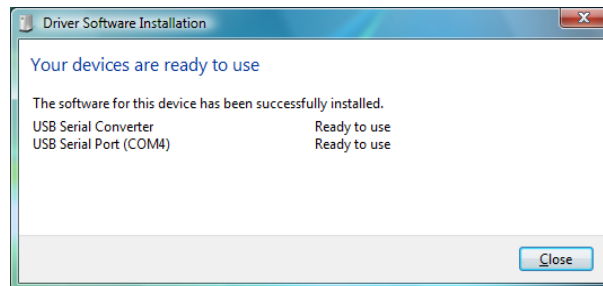 Driver Software Installation
Your devices are ready to use
The software for this device has been successfully installed.
USB Serial Converter Ready to use
USB Serial Port (COM4) Ready to use
Close